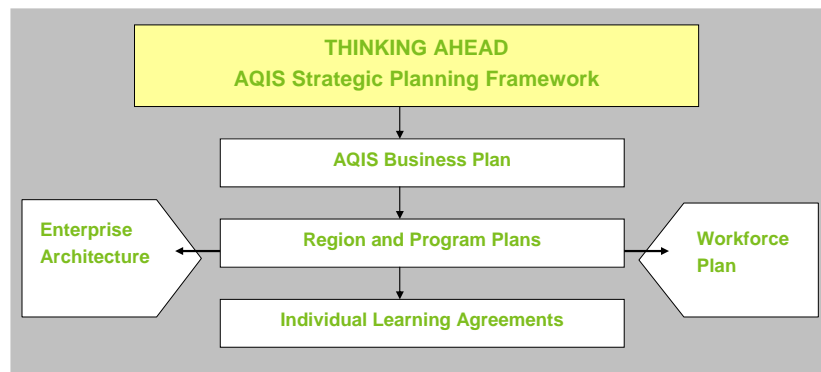 THINKING AHEAD
AQIS Strategic Planning Framework
AQIS Business Plan
Enterprise
Architecture
Region and Program Plans
Workforce
Plan
Individual Learning Agreements